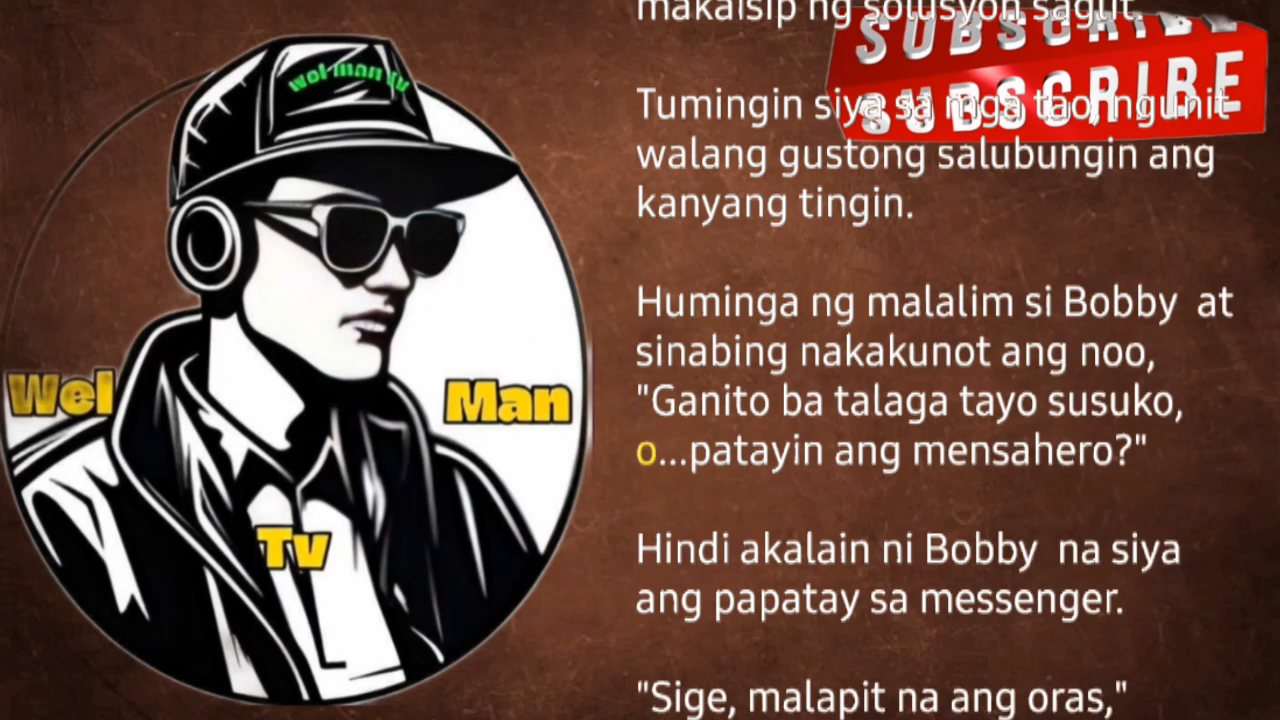 makaisip ng solusyon saglit.
SUBSCRIBE
SUBSCRIBE
Tumingin siya sa mga tao, ngunit
walang gustong salubungin ang
kanyang tingin.
Huminga ng malalim si Bobby at
sinabing nakakunot ang noo,
"Ganito ba talaga tayo susuko,
o...patayin ang mensahero?"
Hindi akalain ni Bobby na siya
ang papatay sa messenger.
"Sige, malapit na ang oras,"
wel man tv
Wel
Man
Tv